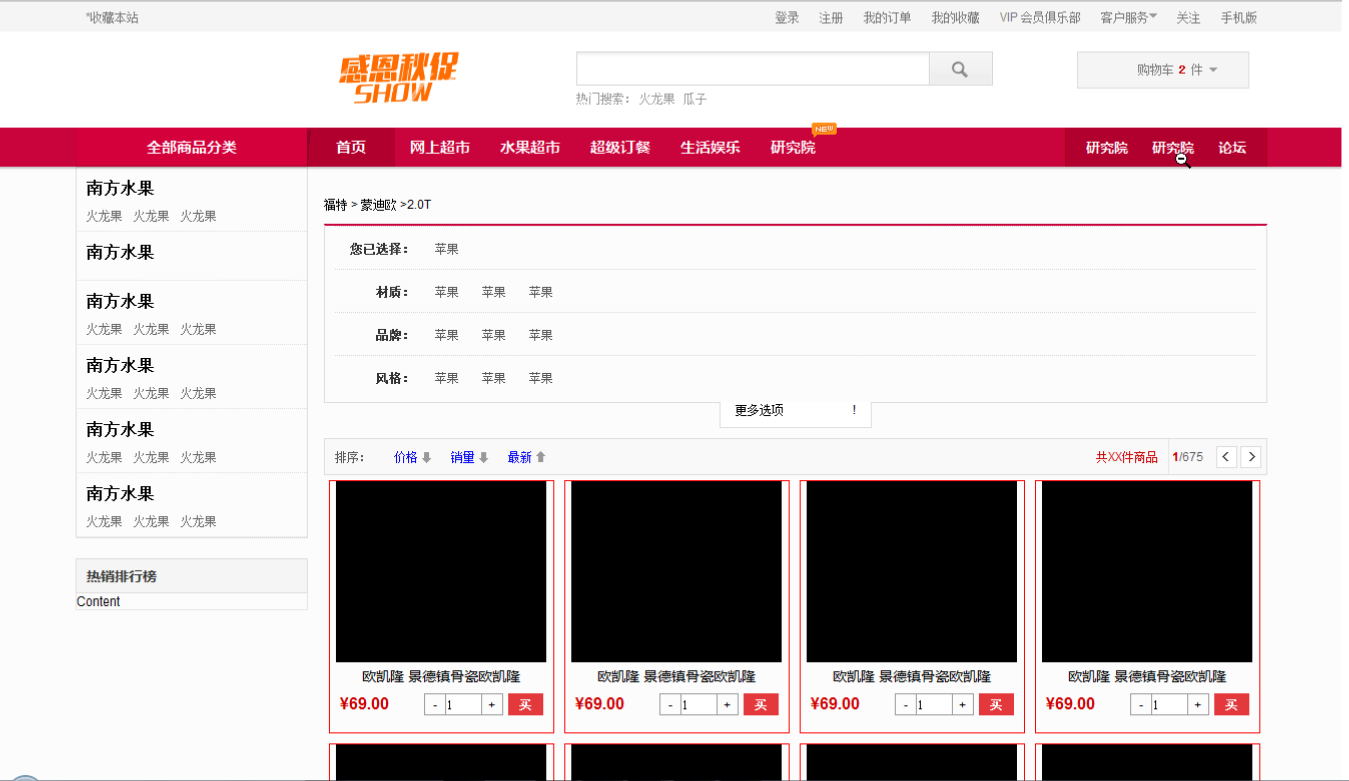 *收藏本站 登录 注册 我的订单 我的收藏 VIP 会员俱乐部 客户服务 关注 手机版
感恩秋促
SHOW
购物车 2 件
热门搜索： 火龙果 瓜子
NEW
全部商品分类 首页 网上超市 水果超市 超级订餐 生活娱乐 研究院 研究院 研究院 论坛
南方水果
火龙果 火龙果 火龙果
南方水果
南方水果
火龙果 火龙果 火龙果
南方水果
火龙果 火龙果 火龙果
南方水果
火龙果 火龙果 火龙果
南方水果
火龙果 火龙果 火龙果
热销排行榜
Content
福特 > 蒙迪欧 >2.0T
您已选择： 苹果
材质： 苹果 苹果 苹果
品牌： 苹果 苹果 苹果
风格： 苹果 苹果 苹果
更多选项 !
排序： 价格 销量 最新 共XX件商品 1/675 < >
欧凯隆 景德镇骨瓷欧凯隆 欧凯隆 景德镇骨瓷欧凯隆 欧凯隆 景德镇骨瓷欧凯隆 欧凯隆 景德镇骨瓷欧凯隆
¥69.00 - 1 + 买 ¥69.00 - 1 + 买 ¥69.00 - 1 + 买 ¥69.00 - 1 + 买